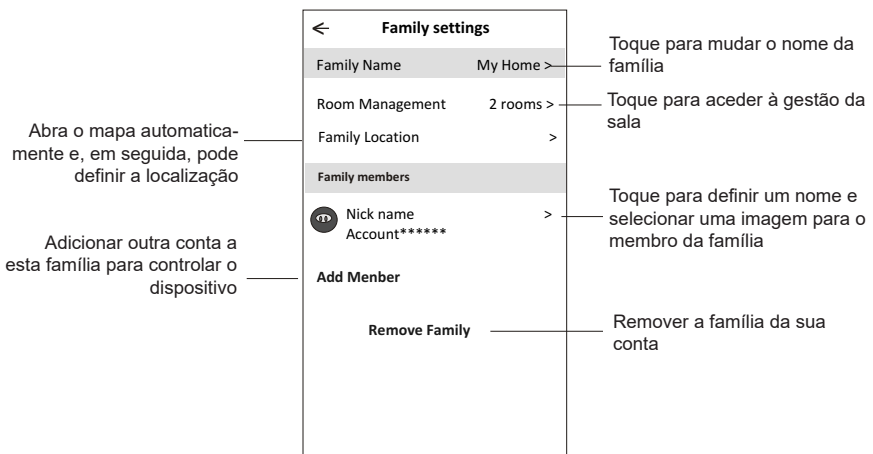 Family settings
Family Name My Home >
Toque para mudar o nome da
família
Room Management 2 rooms >
Toque para aceder à gestão da
sala
Family Location >
Abra o mapa automatica-
mente e, em seguida, pode
definir a localização
Family members
Nick name >
Account******
Toque para definir um nome e
selecionar uma imagem para o
membro da família
Adicionar outra conta a
esta família para controlar o
dispositivo
Add Menber
Remove Family
Remover a família da sua
conta